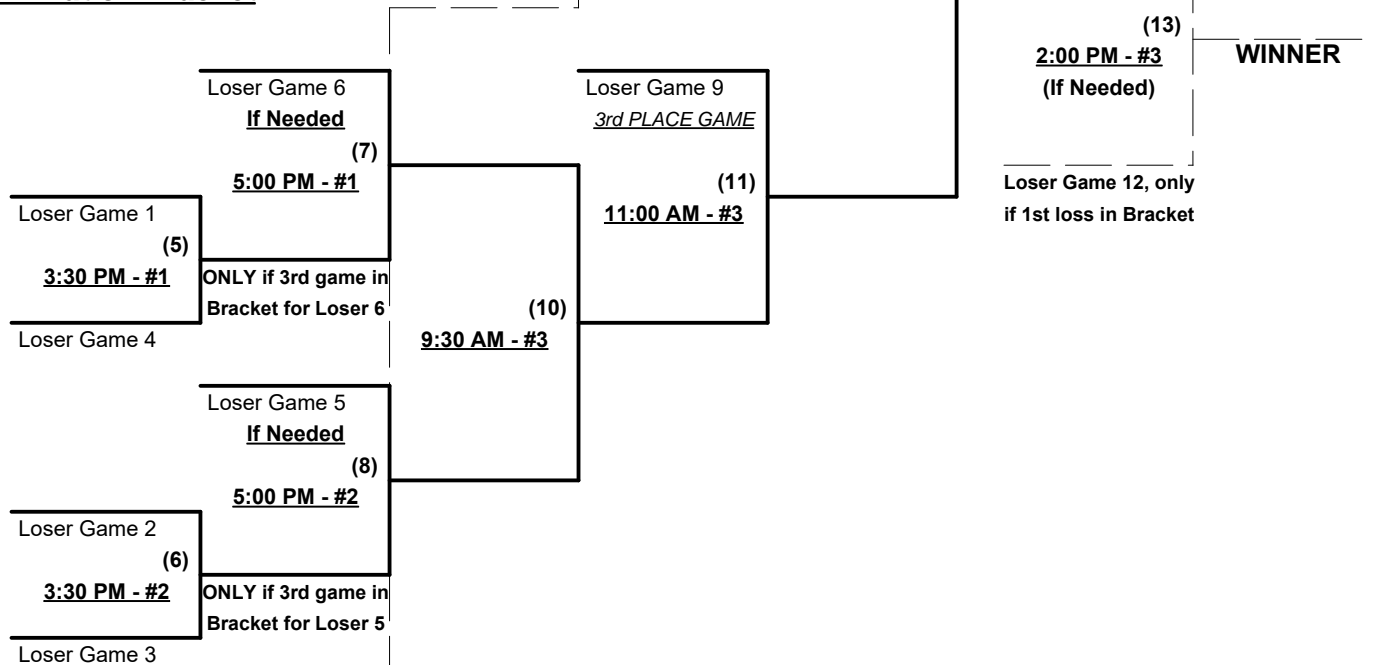 (13)
2:00 PM - #3
WINNER
(If Needed)
Loser Game 6
If Needed
(7)
5:00 PM - #1
Loser Game 9
3rd PLACE GAME
(11)
11:00 AM - #3
Loser Game 12, only
if 1st loss in Bracket
Loser Game 1
(5)
3:30 PM - #1
Loser Game 4
ONLY if 3rd game in
Bracket for Loser 6
(10)
9:30 AM - #3
Loser Game 5
If Needed
(8)
5:00 PM - #2
Loser Game 2
(6)
3:30 PM - #2
Loser Game 3
ONLY if 3rd game in
Bracket for Loser 5